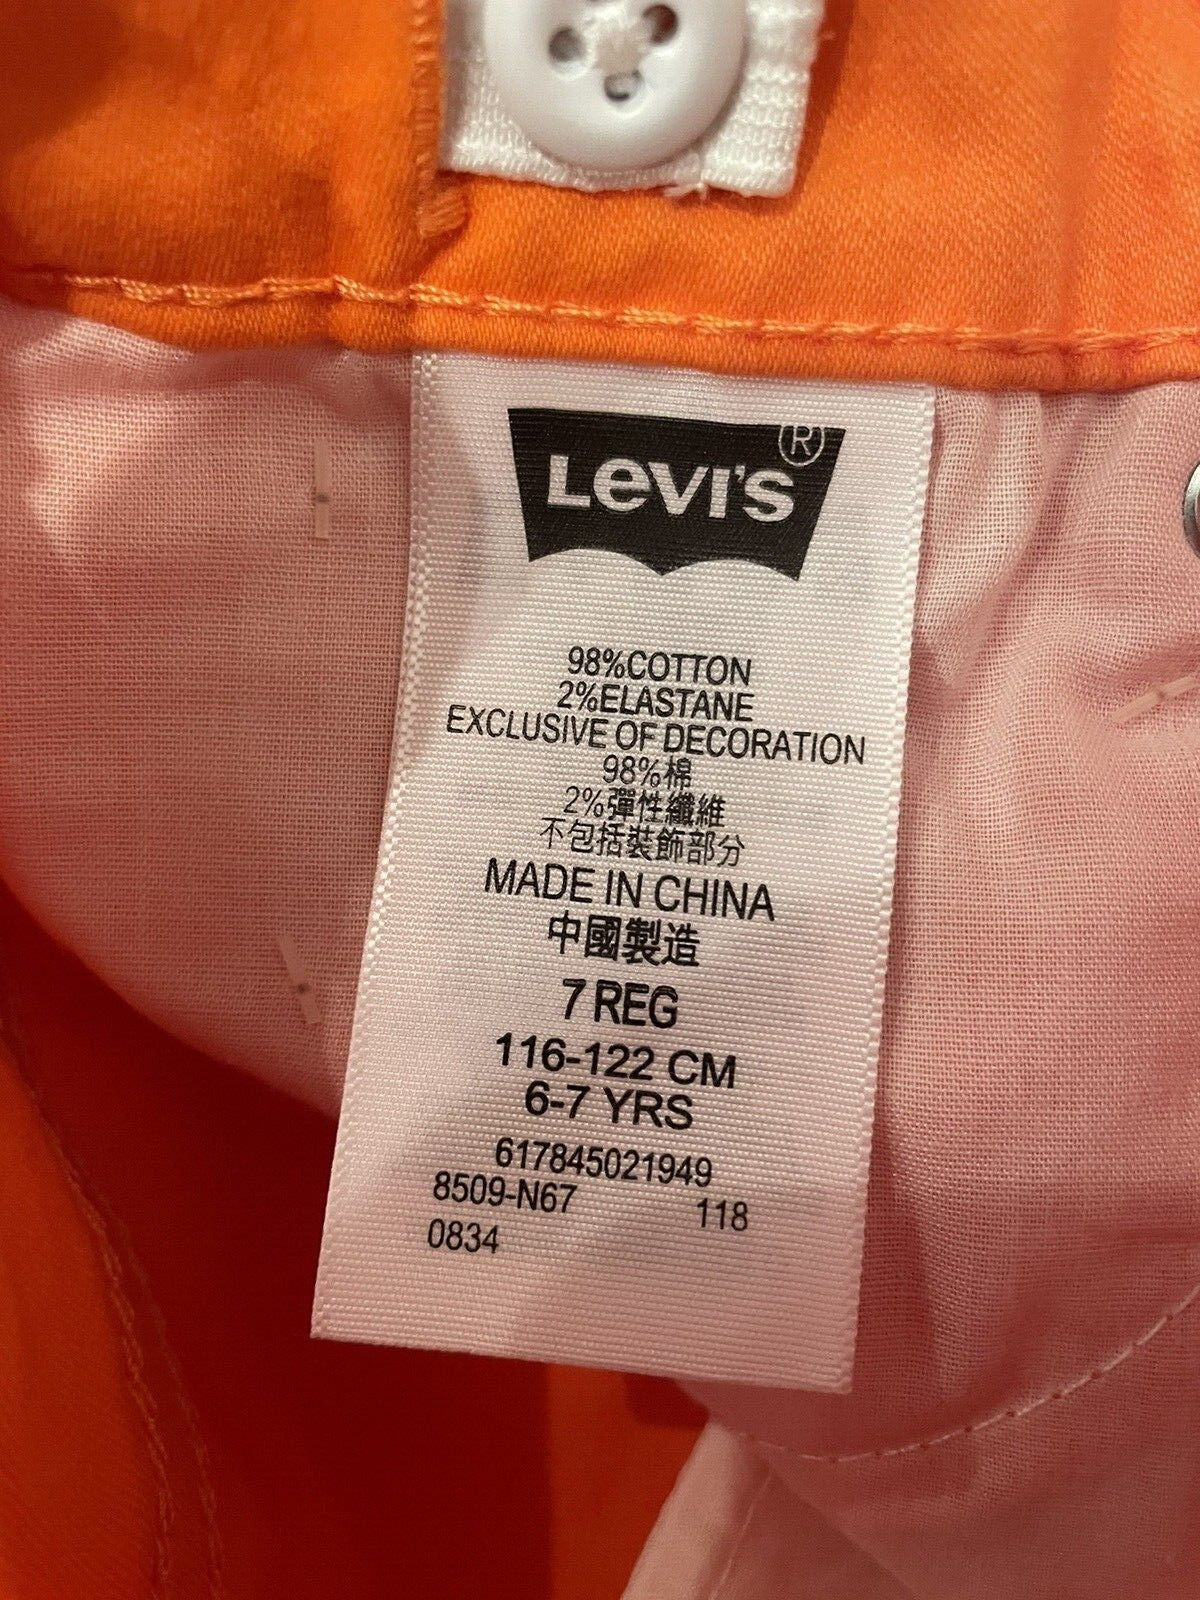 LEVI'S®
98%COTTON
2%ELASTANE
EXCLUSIVE OF DECORATION
98%棉
2%彈性纖維
不包括裝飾部分
MADE IN CHINA
中國製造
7 REG
116-122 CM
6-7 YRS
617845021949
8509-N67 118
0834